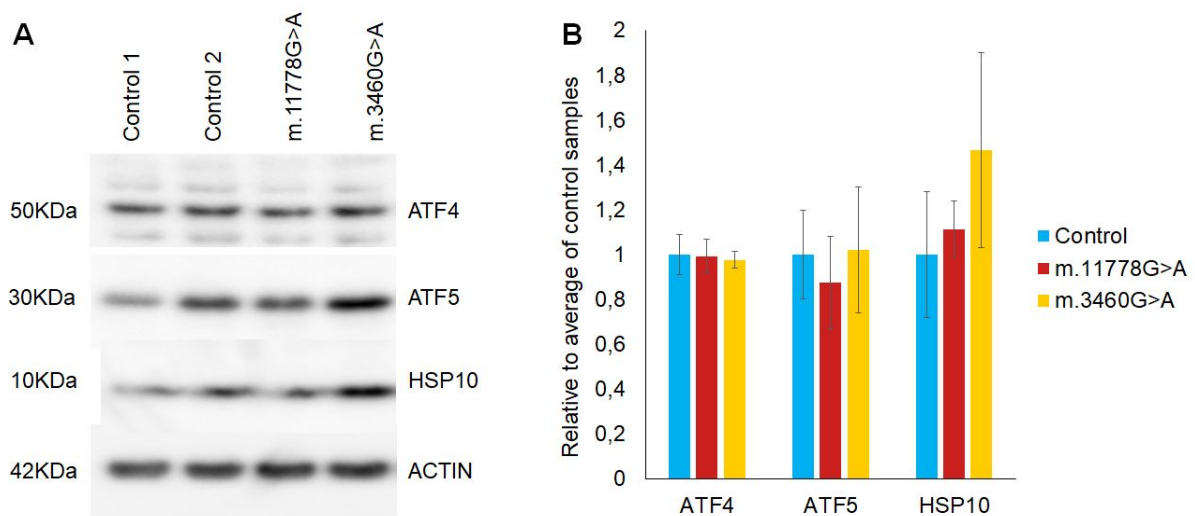 A
Control 1
Control 2
m.11778G>A
m.3460G>A
50KDa
ATF4
30KDa
ATF5
10KDa
HSP10
42KDa
ACTIN
B
Relative to average of control samples
2
1,8
1,6
1,4
1,2
1
0,8
0,6
0,4
0,2
0
ATF4
ATF5
HSP10
Control
m.11778G>A
m.3460G>A